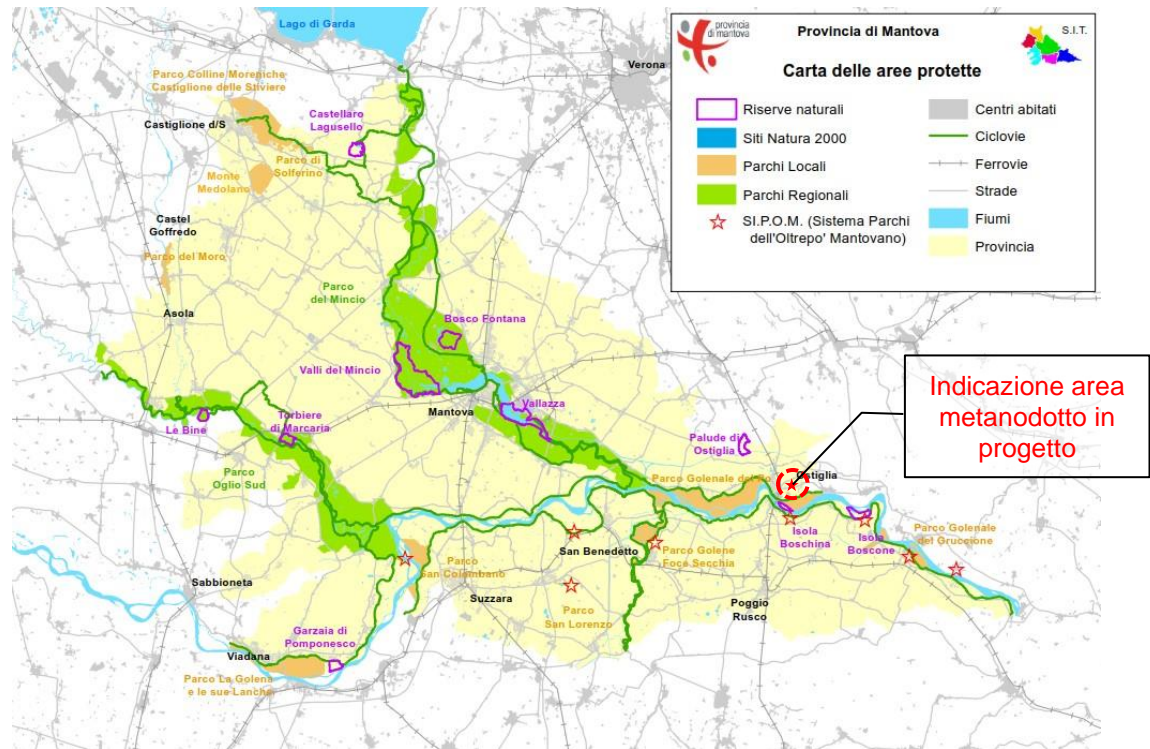 Lago di Garda
Verona
provincia
di mantova
Provincia di Mantova
S.I.T.
Carta delle aree protette
Riserve naturali
Siti Natura 2000
Parchi Locali
Parchi Regionali
SI.P.O.M. (Sistema Parchi
dell'Oltrepo' Mantovano)
Centri abitati
Ciclovie
Ferrovie
Strade
Fiumi
Provincia
Parco Colline Moreniche
Castiglione delle Stiviere
Castiglione d/S
Castellaro
Lagusello
Parco di
Solferino
Monte
Medolano
Castel
Goffredo
Parco del Moro
Asola
Parco
del Mincio
Bosco Fontana
Valli del Mincio
Mantova
Vallazza
Le Bine
Torbiere
di Marcaria
Parco
Oglio Sud
Palude di
Ostiglia
Indicazione area
metanodotto in
progetto
Ostiglia
Parco Golenale del Po
Isola
Boschina
Isola
Boscone
Parco Golenale
del Gruccione
San Benedetto
Parco Golene
Foce Secchia
Parco
San Colombano
Suzzara
Parco
San Lorenzo
Poggio
Rusco
Sabbioneta
Garzaia di
Pomponesco
Viadana
Parco La Golena
e le sue Lanche